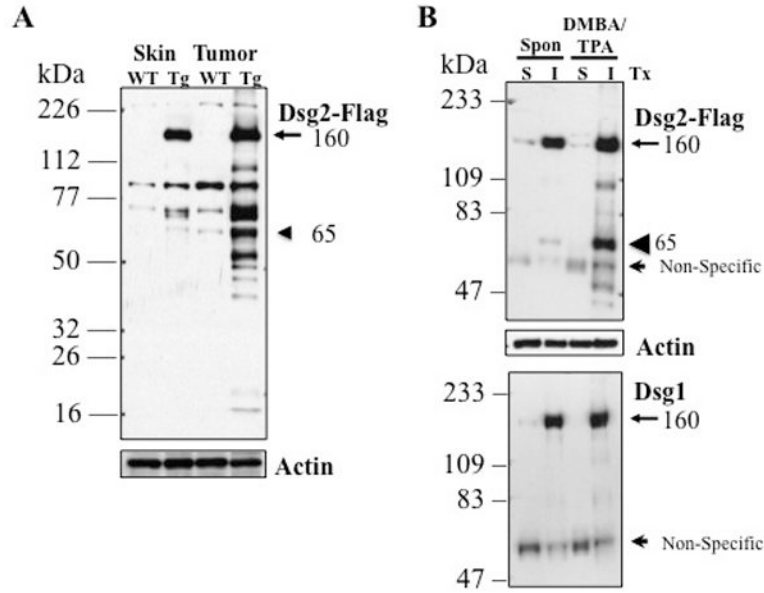 A
Skin Tumor
kDa WT Tg WT Tg
226
Dsg2-Flag
160
112
77
65
50
32
26
16
Actin
B
DMBA/
Spon TPA
kDa S I S I Tx
233
Dsg2-Flag
160
109
83
65
Non-Specific
47
Actin
233
Dsg1
160
109
83
Non-Specific
47